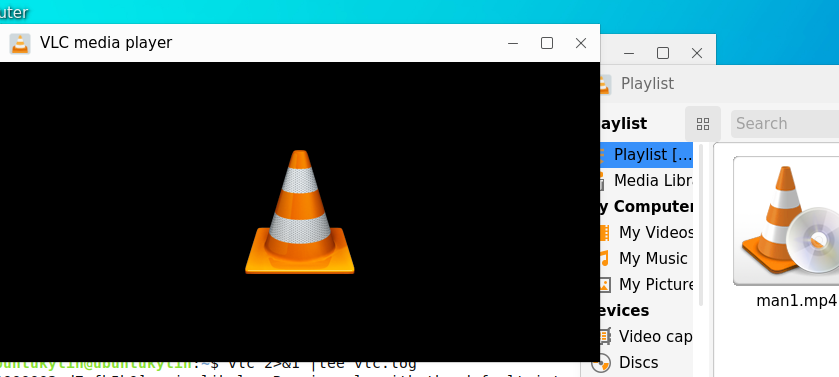 uter
VLC media player
Playlist
aylist
Search
Playlist [...
Media Libr
y Computer
My Videos
My Music
My Picture
evices
Video cap
Discs
man1.mp4
untukylin@ubuntukylin:~$ vlc 2>&1 |tee vlc.log